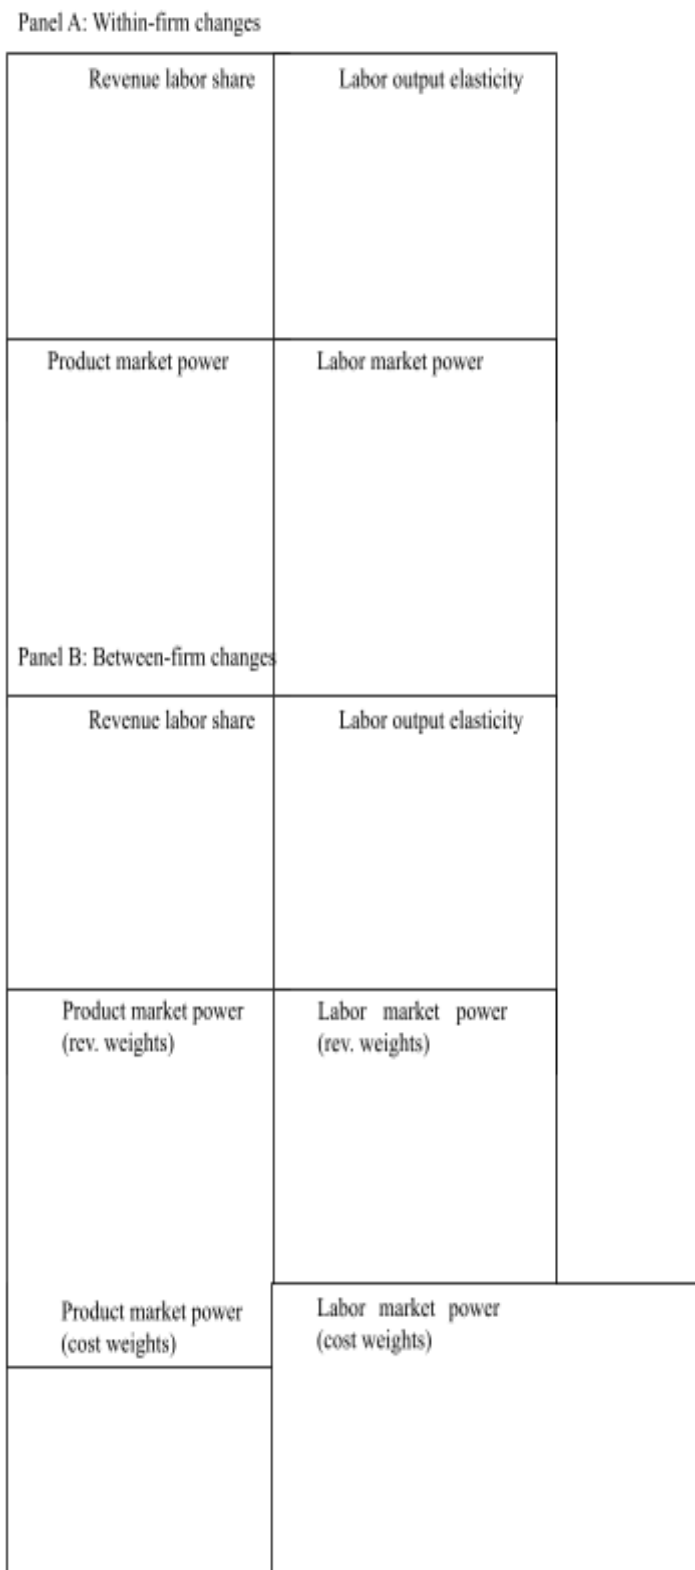 Panel A: Within-firm changes
Revenue labor share
Labor output elasticity
Product market power
Labor market power
Panel B: Between-firm changes
Revenue labor share
Labor output elasticity
Product market power
(rev. weights)
Labor market power
(rev. weights)
Product market power
(cost weights)
Labor market power
(cost weights)